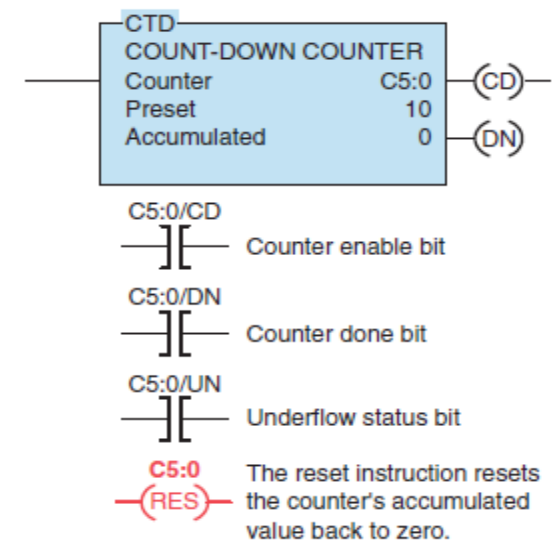 CTD
COUNT-DOWN COUNTER
Counter C5:0 (CD)
Preset 10
Accumulated 0 (DN)
C5:0/CD
Counter enable bit
C5:0/DN
Counter done bit
C5:0/UN
Underflow status bit
C5:0
(RES)
The reset instruction resets
the counter's accumulated
value back to zero.